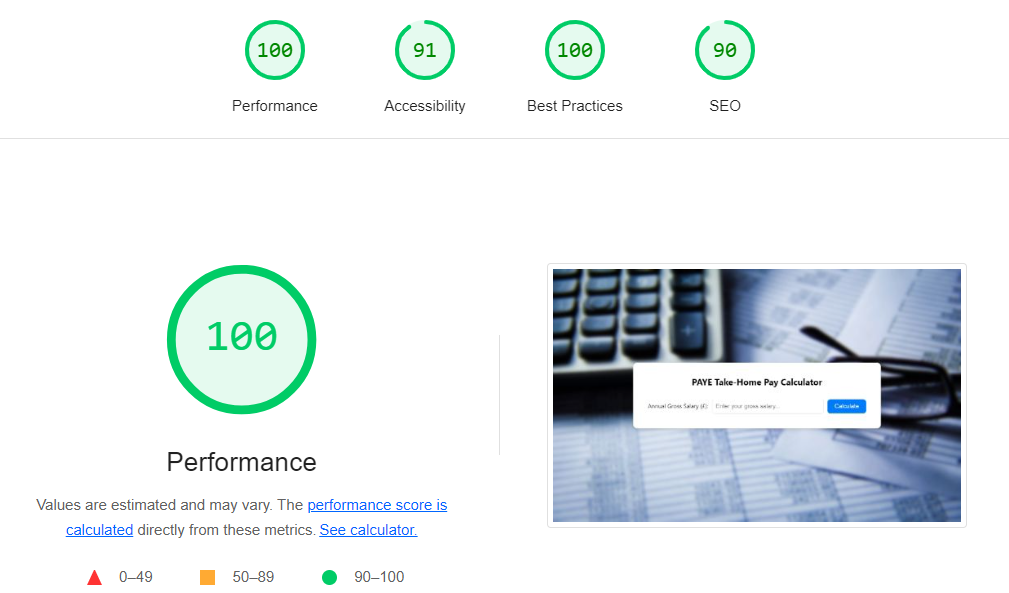 100
91
100
90
Performance
Accessibility
Best Practices
SEO
100
Performance
Values are estimated and may vary. The performance score is
calculated directly from these metrics. See calculator.
0–49
50–89
90–100
PAYE Take-Home Pay Calculator
Annual Gross Salary (£):
Enter your gross salary...
Calculate